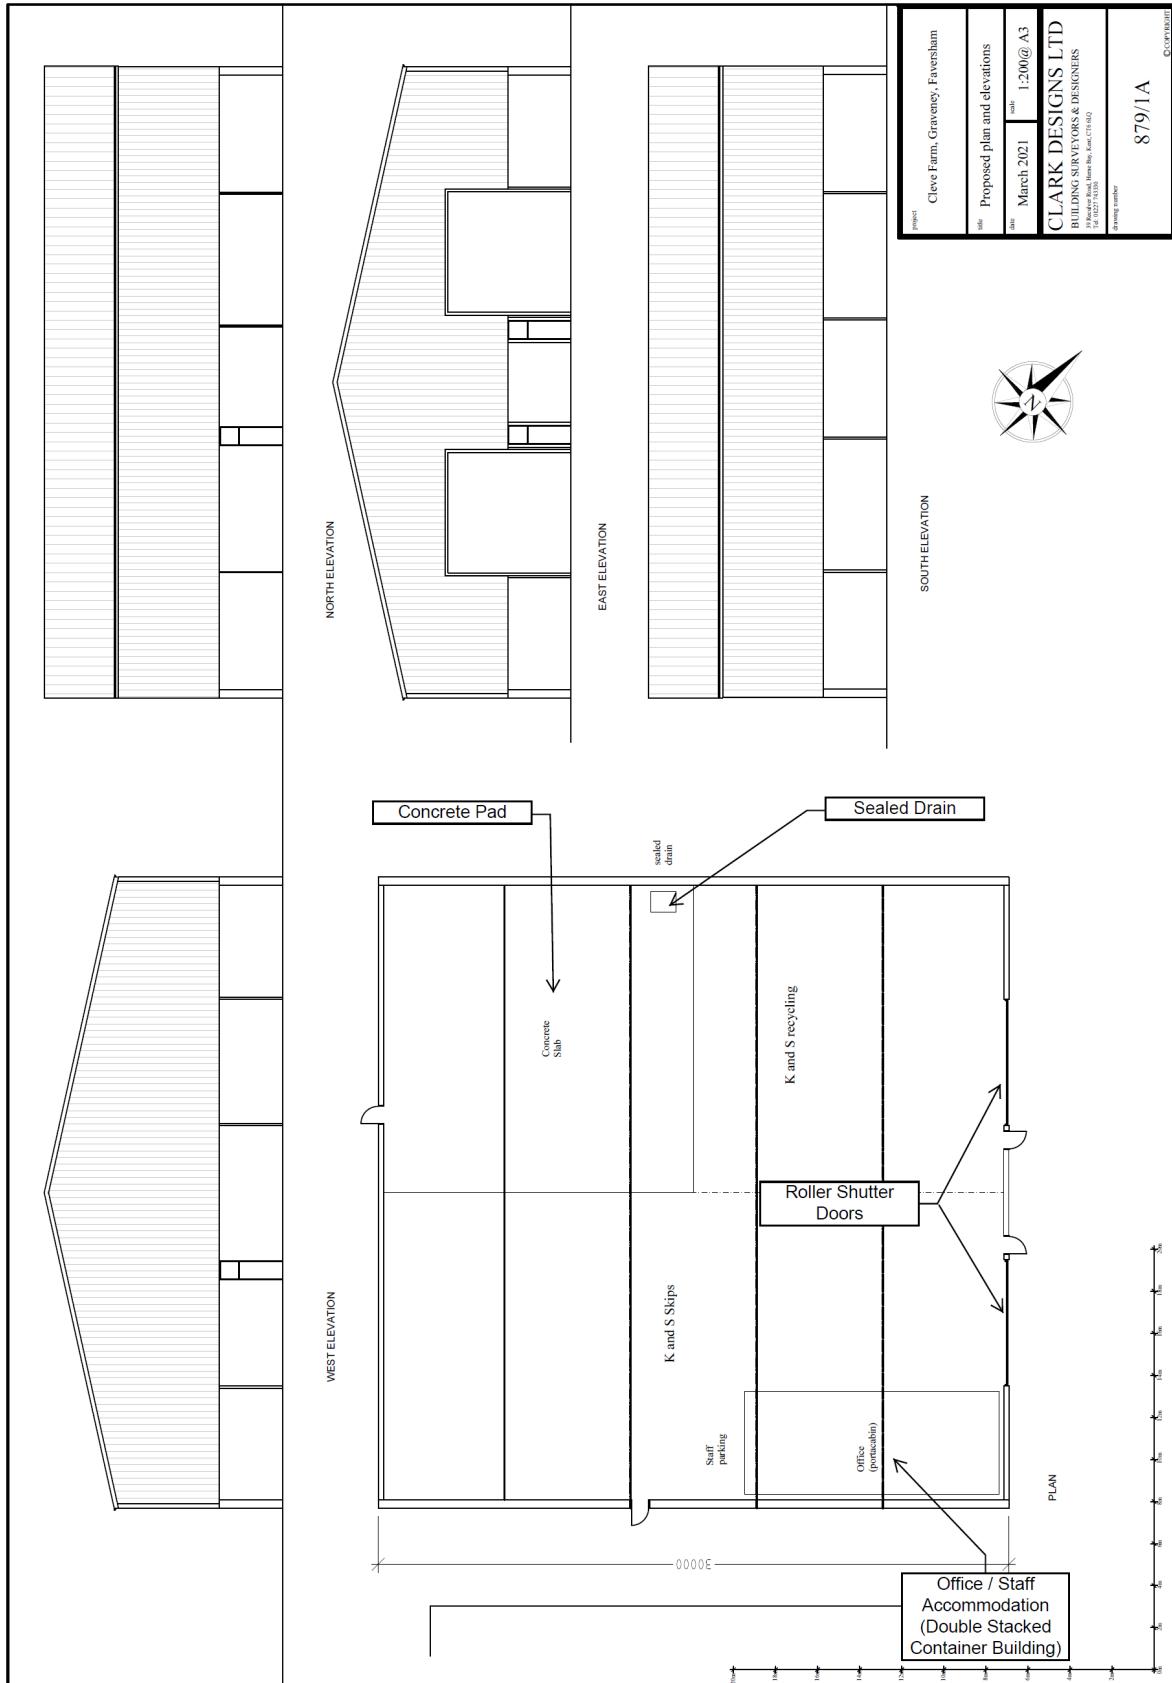 Concrete Pad
Sealed Drain
Roller Shutter
Doors
Office / Staff
Accommodation
(Double Stacked
Container Building)
NORTH ELEVATION
EAST ELEVATION
SOUTH ELEVATION
WEST ELEVATION
PLAN
sealed
drain
Concrete
Slab
K and S recycling
K and S Skips
Staff
parking
Office
(portacabin)
30000
N
project
Cleve Farm, Graveney, Faversham
title
Proposed plan and elevations
date
March 2021
scale
1:200@ A3
CLARK DESIGNS LTD
BUILDING SURVEYORS & DESIGNERS
drawing number
879/1A
© COPYRIGHT